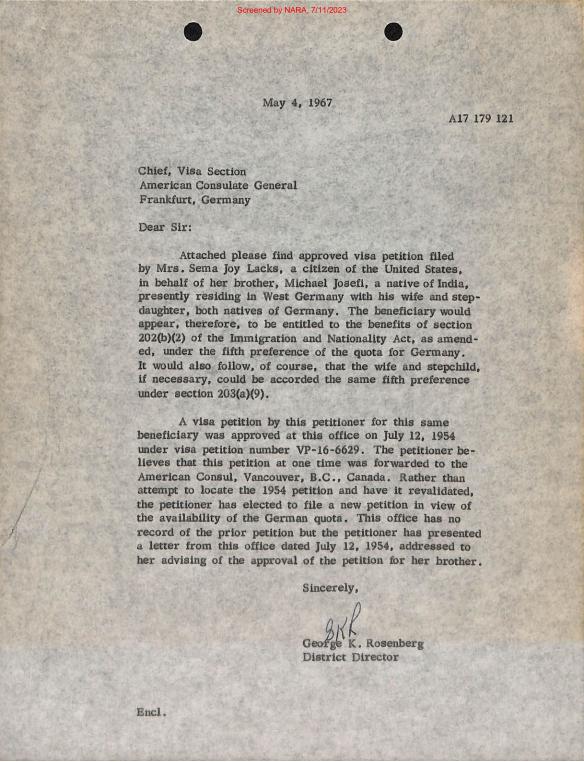 Screened by NARA, 7/11/2023
May 4, 1967
A17 179 121
Chief, Visa Section
American Consulate General
Frankfurt, Germany
Dear Sir:
Attached please find approved visa petition filed
by Mrs. Sema Joy Lacks, a citizen of the United States,
in behalf of her brother, Michael Josefi, a native of India,
presently residing in West Germany with his wife and step-
daughter, both natives of Germany. The beneficiary would
appear, therefore, to be entitled to the benefits of section
202(b)(2) of the Immigration and Nationality Act, as amend-
ed, under the fifth preference of the quota for Germany.
It would also follow, of course, that the wife and stepchild,
if necessary, could be accorded the same fifth preference
under section 203(a)(9).
A visa petition by this petitioner for this same
beneficiary was approved at this office on July 12, 1954
under visa petition number VP-16-6629. The petitioner be-
lieves that this petition at one time was forwarded to the
American Consul, Vancouver, B.C., Canada. Rather than
attempt to locate the 1954 petition and have it revalidated,
the petitioner has elected to file a new petition in view of
the availability of the German quota. This office has no
record of the prior petition but the petitioner has presented
a letter from this office dated July 12, 1954, addressed to
her advising of the approval of the petition for her brother.
Sincerely,
GKR
George K. Rosenberg
District Director
Encl.